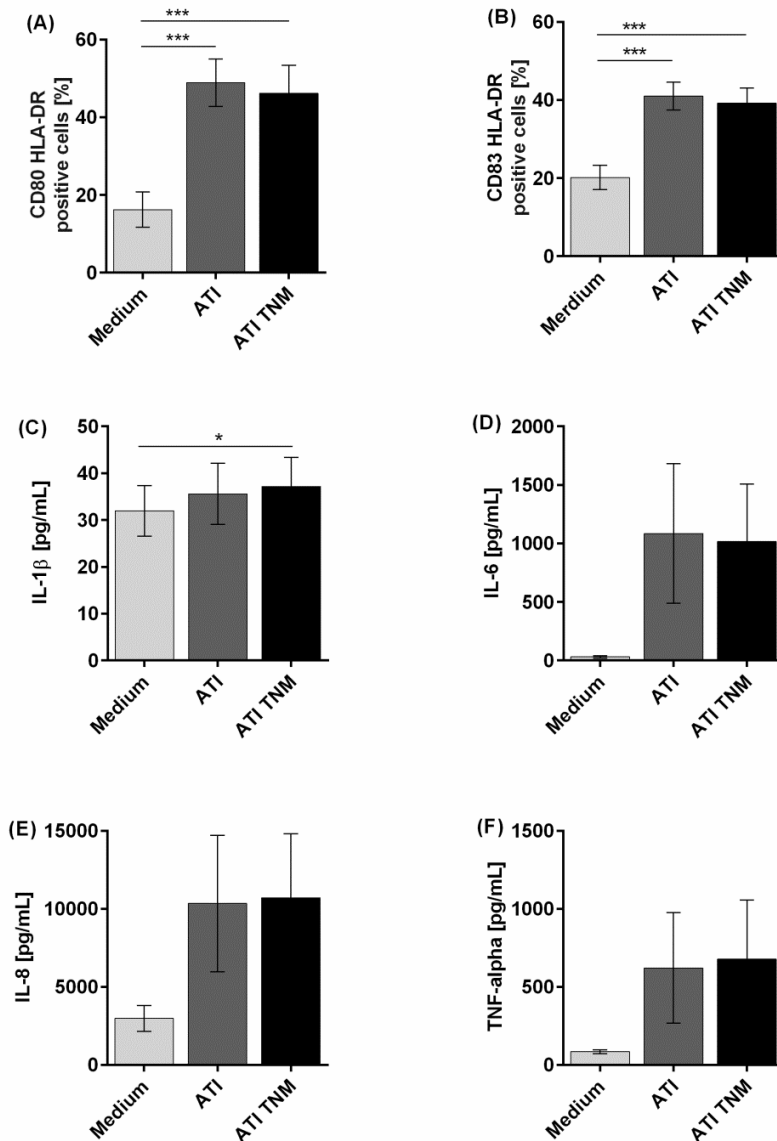 (A)
CD80 HLA-DR
positive cells [%]
60
40
20
0
***
***
Medium
ATI
ATI TNM
(B)
CD83 HLA-DR
positive cells [%]
60
40
20
0
***
***
Merdium
ATI
ATI TNM
(C)
IL-1β [pg/mL]
50
40
30
20
10
0
*
Medium
ATI
ATI TNM
(D)
IL-6 [pg/mL]
2000
1500
1000
500
0
Medium
ATI
ATI TNM
(E)
IL-8 [pg/mL]
15000
10000
5000
0
Medium
ATI
ATI TNM
(F)
TNF-alpha [pg/mL]
1500
1000
500
0
Medium
ATI
ATI TNM